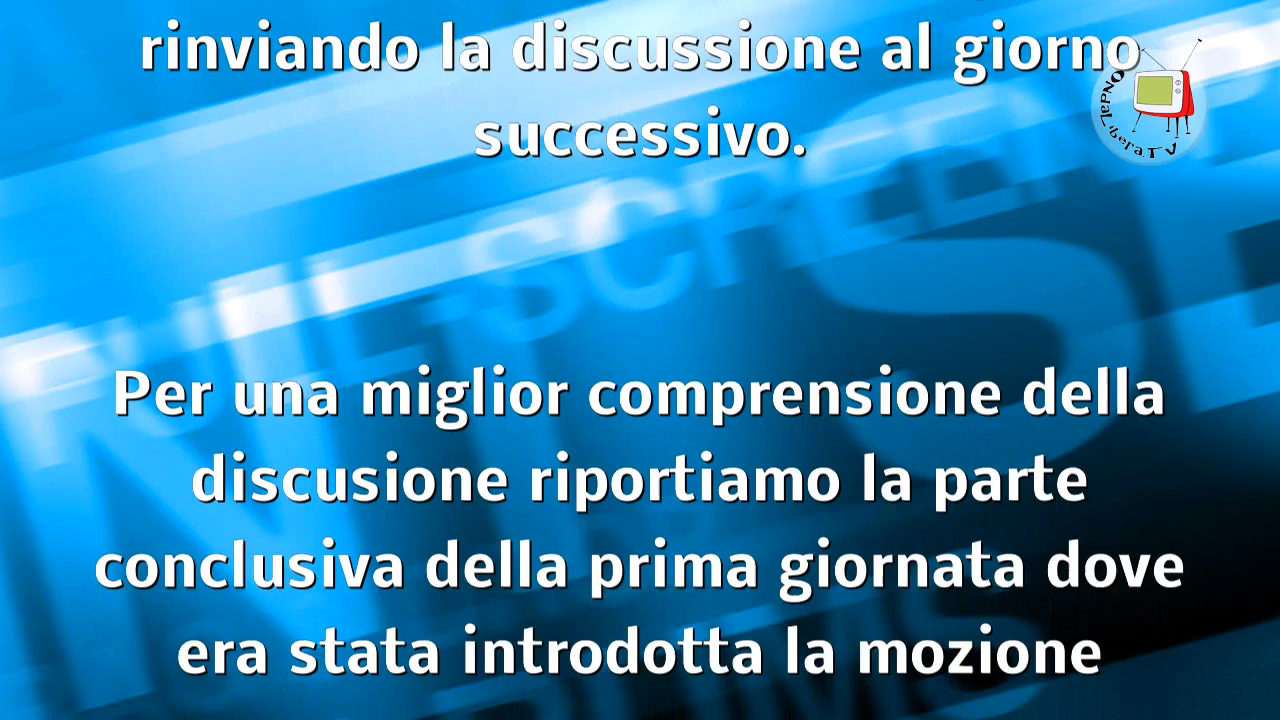 rinviando la discussione al giorno
successivo.
Per una miglior comprensione della
discusione riportiamo la parte
conclusiva della prima giornata dove
era stata introdotta la mozione